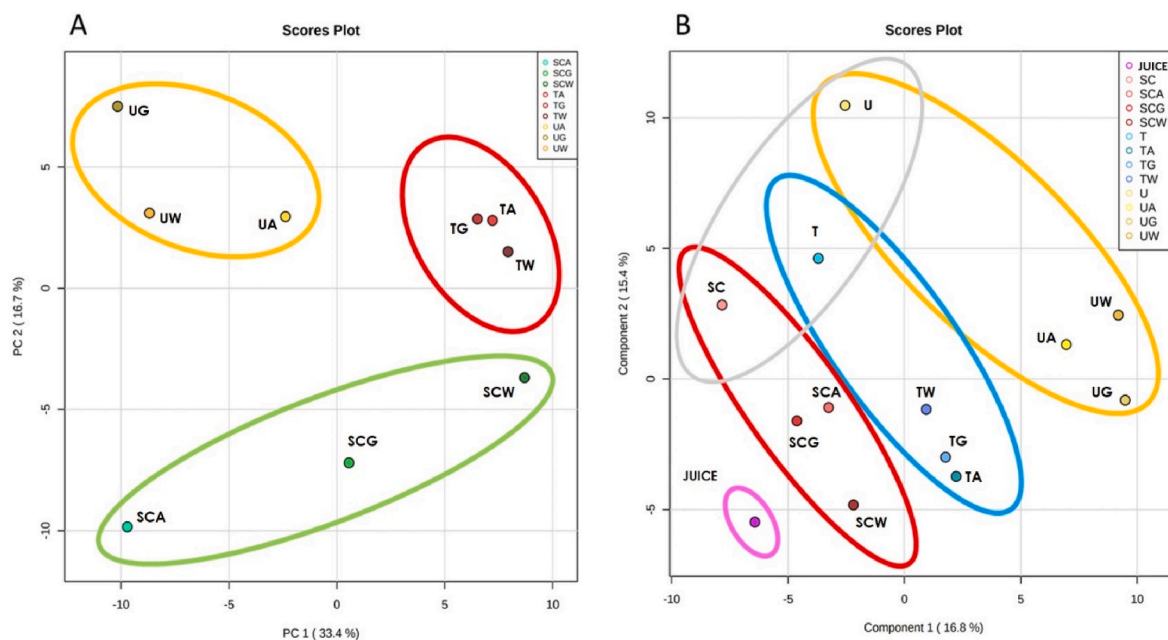 A
Scores Plot
SCA
SCG
SCW
TA
TG
TW
UA
UG
UW
UG
UW
UA
TG
TA
TW
SCW
SCG
SCA
5
0
-5
-10
-10
-5
0
5
10
PC 2 ( 16.7 %)
PC 1 ( 33.4 %)
B
Scores Plot
JUICE
SC
SCA
SCG
SCW
T
TA
TG
TW
U
UA
UG
UW
U
T
SC
UW
UA
UG
SCA
TW
SCG
TG
TA
JUICE
SCW
10
5
0
-5
-10
-5
0
5
10
Component 2 ( 15.4 %)
Component 1 ( 16.8 %)